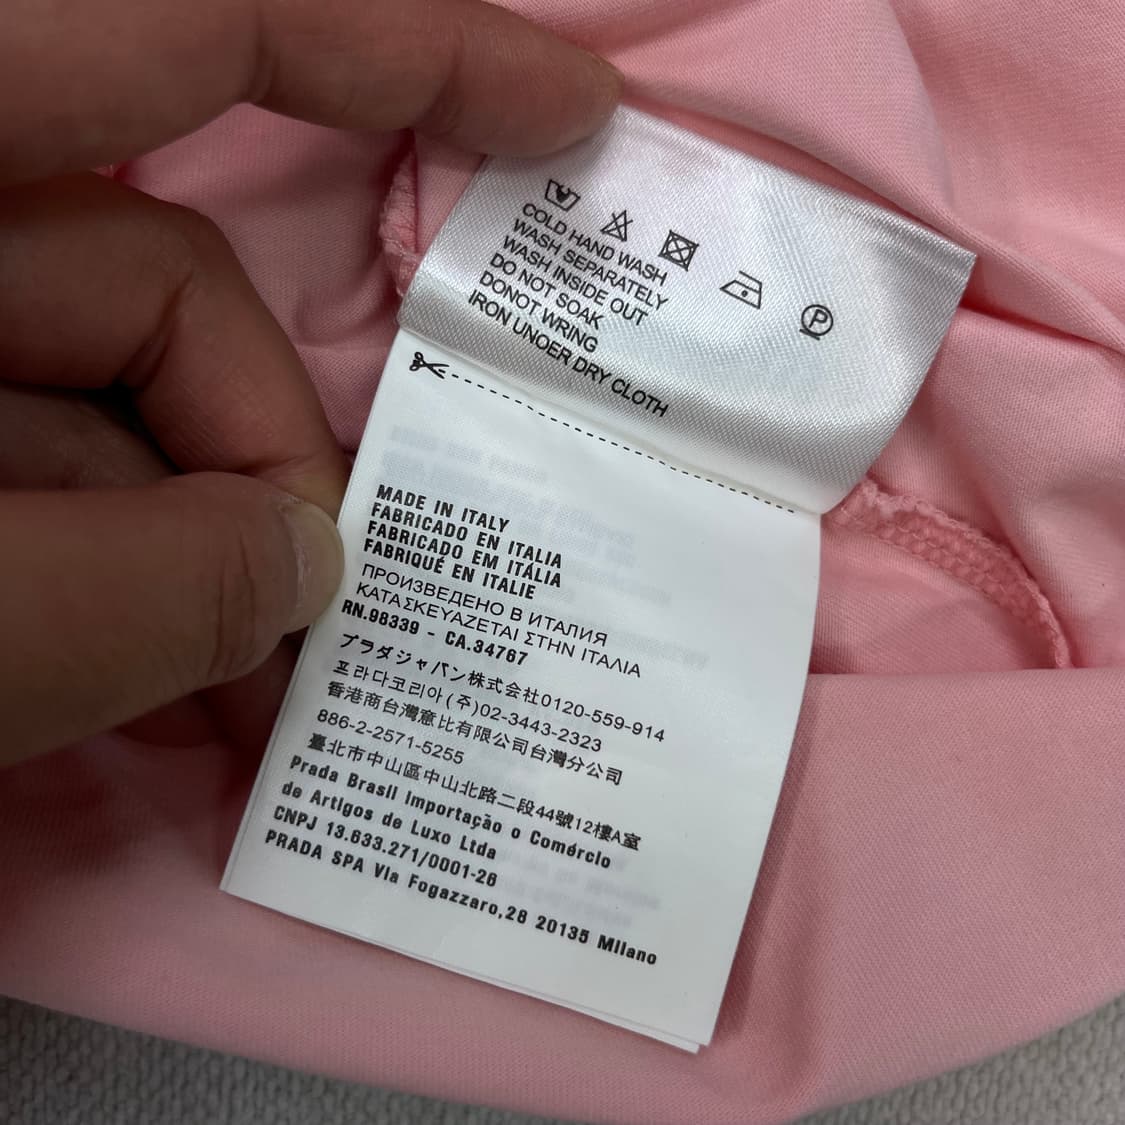 COLD HAND WASH
WASH SEPARATELY
WASH INSIDE OUT
DO NOT SOAK
DONOT WRING
IRON UNOER DRY CLOTH
P
MADE IN ITALY
FABRICADO EN ITALIA
FABRICADO EM ITÁLIA
FABRIQUÉ EN ITALIE
ПРОИЗВЕДЕНО В ИТАЛИЯ
ΚΑΤΑΣΚΕΥΑΖΕΤΑΙ ΣΤΗΝ ΙΤΑΛΙΑ
RN.98339 - CA.34767
プラダジャパン株式会社0120-559-914
프라다코리아(주)02-3443-2323
香港商台灣意比有限公司台灣分公司
886-2-2571-5255
臺北市中山區中山北路二段44號12樓A室
Prada Brasil Importação o Comércio
de Artigos de Luxo Ltda
CNPJ 13.633.271/0001-26
PRADA SPA Via Fogazzaro,28 20135 Milano